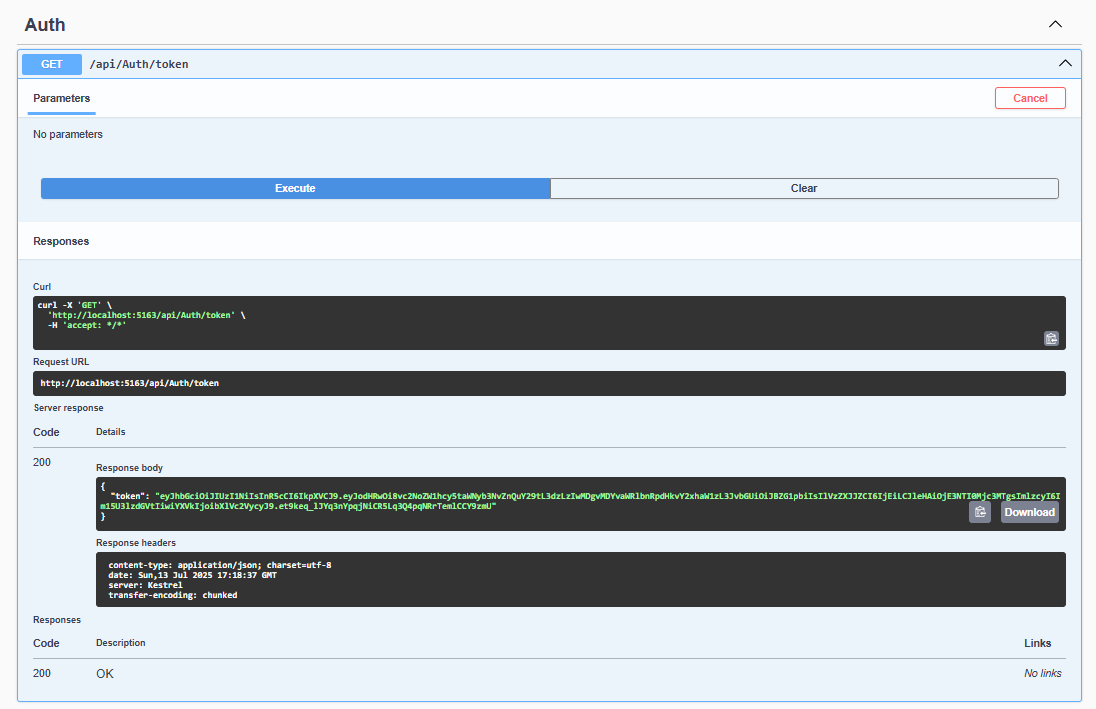 Auth
GET /api/Auth/token
Parameters
Cancel
No parameters
Execute
Clear
Responses
Curl
curl -X 'GET' \
'http://localhost:5163/api/Auth/token' \
-H 'accept: */*'
Request URL
http://localhost:5163/api/Auth/token
Server response
Code Details
200
Response body
{
"token":
}
Download
Response headers
content-type: application/json; charset=utf-8
date: Sun,13 Jul 2025 17:18:37 GMT
server: Kestrel
transfer-encoding: chunked
Responses
Code Description Links
200 OK No links